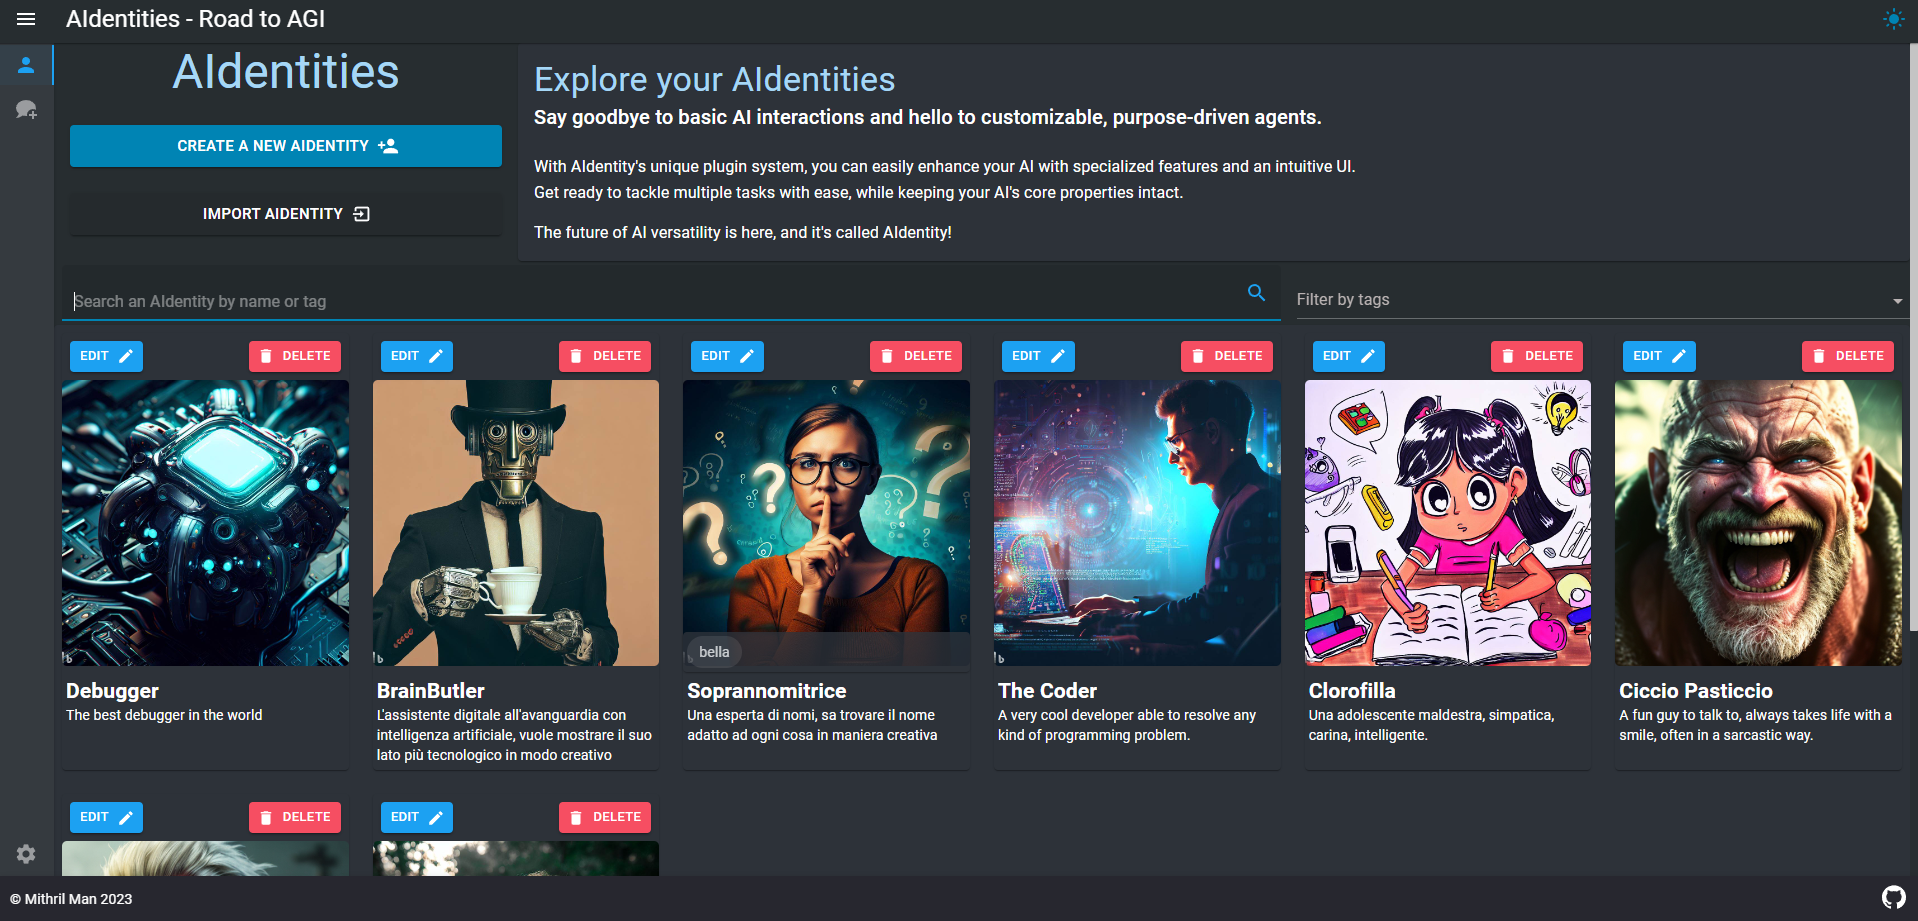 AIdentities - Road to AGI
AIdentities
CREATE A NEW AIDENTITY
IMPORT AIDENTITY
Explore your AIdentities
Say goodbye to basic AI interactions and hello to customizable, purpose-driven agents.
With AIdentity's unique plugin system, you can easily enhance your AI with specialized features and an intuitive UI.
Get ready to tackle multiple tasks with ease, while keeping your AI's core properties intact.
The future of AI versatility is here, and it's called AIdentity!
Search an AIdentity by name or tag
Filter by tags
EDIT DELETE
EDIT DELETE
EDIT DELETE
EDIT DELETE
EDIT DELETE
EDIT DELETE
bella
Debugger
The best debugger in the world
BrainButler
L'assistente digitale all'avanguardia con
intelligenza artificiale, vuole mostrare il suo
lato più tecnologico in modo creativo
Soprannomitrice
Una esperta di nomi, sa trovare il nome
adatto ad ogni cosa in maniera creativa
The Coder
A very cool developer able to resolve any
kind of programming problem.
Clorofilla
Una adolescente maldestra, simpatica,
carina, intelligente.
Ciccio Pasticcio
A fun guy to talk to, always takes life with a
smile, often in a sarcastic way.
EDIT DELETE
EDIT DELETE
© Mithril Man 2023